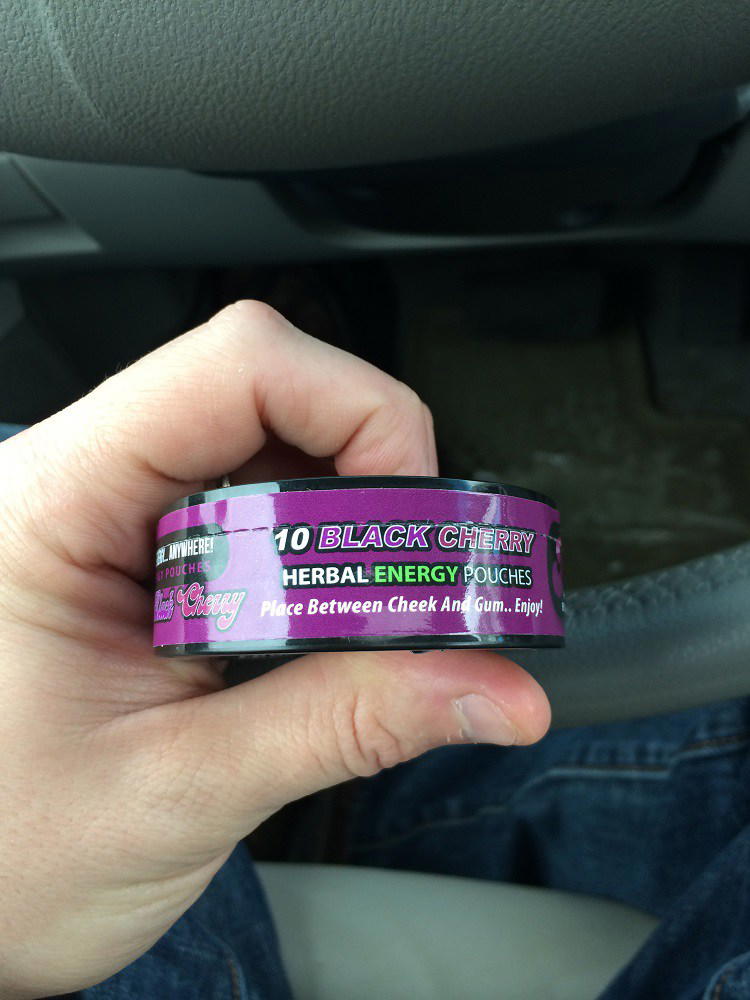 10 BLACK CHERRY
HERBAL ENERGY POUCHES
Place Between Cheek And Gum.. Enjoy!
ANYWHERE!
POUCHES
Cherry